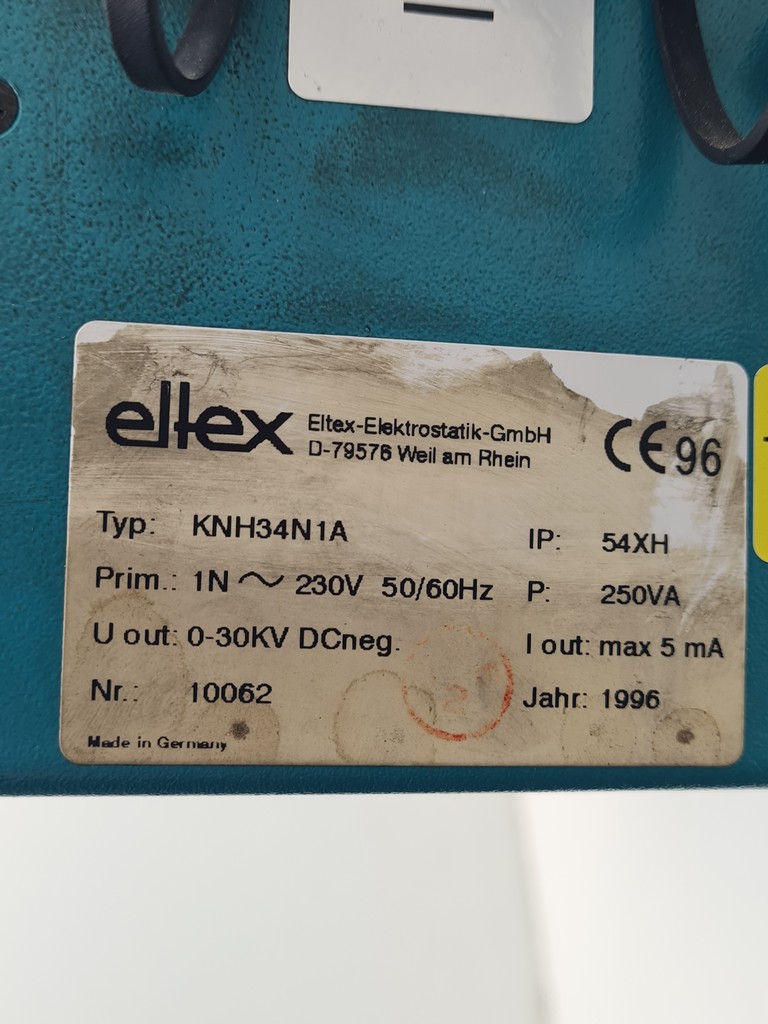 eltex
Eltex-Elektrostatik-GmbH
D-79576 Weil am Rhein
CE 96
Typ: KNH34N1A
IP: 54XH
Prim.: 1N ~ 230V 50/60Hz
P: 250VA
U out: 0-30KV DCneg.
I out: max 5 mA
Nr.: 10062
Jahr: 1996
Made in Germany